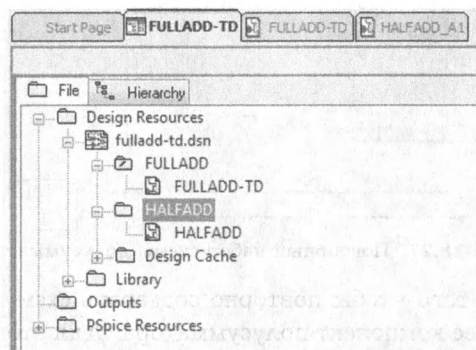 Start Page FULLADD-TD FULLADD-TD HALFADD_A1
File Hierarchy
Design Resources
fulladd-td.dsn
FULLADD
FULLADD-TD
HALFADD
HALFADD
Design Cache
Library
Outputs
PSpice Resources